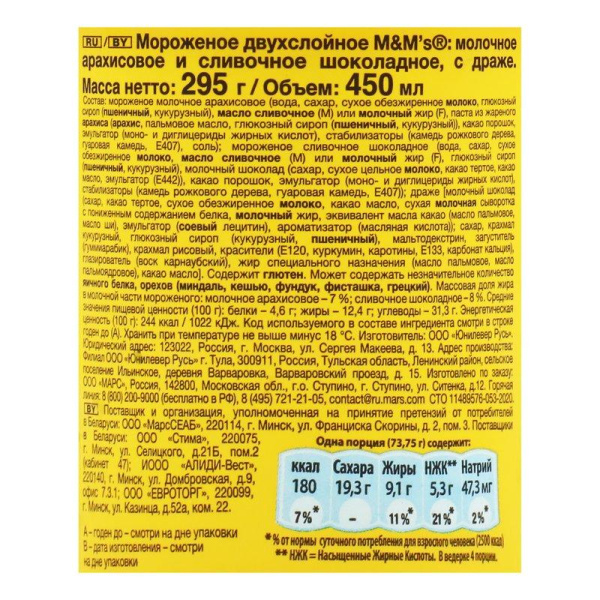 RU / BY Мороженое двухслойное M&M's®: молочное
арахисовое и сливочное шоколадное, с драже.
Масса нетто: 295 г / Объем: 450 мл
Состав: мороженое молочное арахисовое (вода, сахар, сухое обезжиренное молоко, глюкозный
сироп (пшеничный, кукурузный), масло сливочное (М) или молочный жир (F), паста из жареного
арахиса (арахис, пальмовое масло, глюкозный сироп (пшеничный, кукурузный)), какао порошок,
эмульгатор (моно- и диглицериды жирных кислот), стабилизаторы (камедь рожкового дерева,
гуаровая камедь, Е407), соль); мороженое сливочное шоколадное (вода, сахар, сухое
обезжиренное молоко, масло сливочное (М) или молочный жир (F), глюкозный сироп
(пшеничный, кукурузный), молочный шоколад (сахар, сухое цельное молоко, какао тертое, какао
масло, эмульгатор (Е442)), какао порошок, эмульгатор (моно- и диглицериды жирных кислот),
стабилизаторы (камедь рожкового дерева, гуаровая камедь, Е407)); драже [молочный шоколад
(сахар, какао тертое, сухое обезжиренное молоко, какао масло, сухая молочная сыворотка
с пониженным содержанием белка, молочный жир, эквивалент масла какао (масло пальмовое,
масло ши), эмульгатор (соевый лецитин), ароматизатор (масляная кислота)); сахар, крахмал
кукурузный, глюкозный сироп (кукурузный, пшеничный), мальтодекстрин, загуститель
(гуммиарабик), крахмал рисовый, красители (Е120, куркумин, каротины, Е133, карбонат кальция),
глазирователь (воск карнаубский), жир специального назначения (масло пальмовое, масло
пальмоядровое), какао масло]. Содержит глютен. Может содержать незначительное количество
яичного белка, орехов (миндаль, кешью, фундук, фисташка, грецкий). Массовая доля жира
в молочной части мороженого: молочное арахисовое – 7 %; сливочное шоколадное – 8 %. Средние
значения пищевой ценности (100 г): белки – 4,6 г; жиры – 12,4 г; углеводы – 31,3 г. Энергетическая
ценность (100 г): 244 ккал / 1022 кДж. Код используемого в составе ингредиента смотри в строке
годен до (А). Хранить при температуре не выше минус 18 °С. Изготовитель: ООО «Юнилевер Русь».
Юридический адрес: Россия, г. Москва, ул. Сергея Макеева, д. 13. Адрес производства:
Филиал ООО «Юнилевер Русь» г. Тула, 300911, Россия, Тульская область, Ленинский район, сельское
поселение Ильинское, деревня Варваровка, Варваровский проезд, д. 15. Изготовлено по заказу:
ООО «МАРС», Россия, 142800, Московская обл., г.о. Ступино, г. Ступино, ул. Ситенка, д.12. Горячая
линия: 8 (800) 200-9000 (бесплатно в РФ), 8 (495) 721-21-05, contact@ru.mars.com. СТО 11489576-053-2020.
BY Поставщик и организация, уполномоченная на принятие претензий от потребителей
в Беларуси: ООО «МарсСЕАБ», 220114, г. Минск, ул. Франциска Скорины, д. 2, пом. 3. Поставщики
в Беларуси: ООО «Стима», 220075,
г. Минск, ул. Селицкого, д.21Б, пом.2
(кабинет 47); ИООО «АЛИДИ-Вест»,
220140, г. Минск, ул. Домбровская, д.9,
офис 7.3.1; ООО «ЕВРОТОРГ», 220099,
г. Минск, ул. Казинца, д.52а, ком. 22.
А - годен до - смотри на дне упаковки
В - дата изготовления - смотри
на дне упаковки
Одна порция (73,75 г) содержит:
ккал Сахара Жиры НЖК** Натрий
180 19,3 г 9,1 г 5,3 г 47,3 мг
7%* – 11%* 21%* 2%*
* % от нормы суточного потребления для взрослого человека (2500 ккал)
** НЖК = Насыщенные Жирные Кислоты. В ведерке 4 порции.